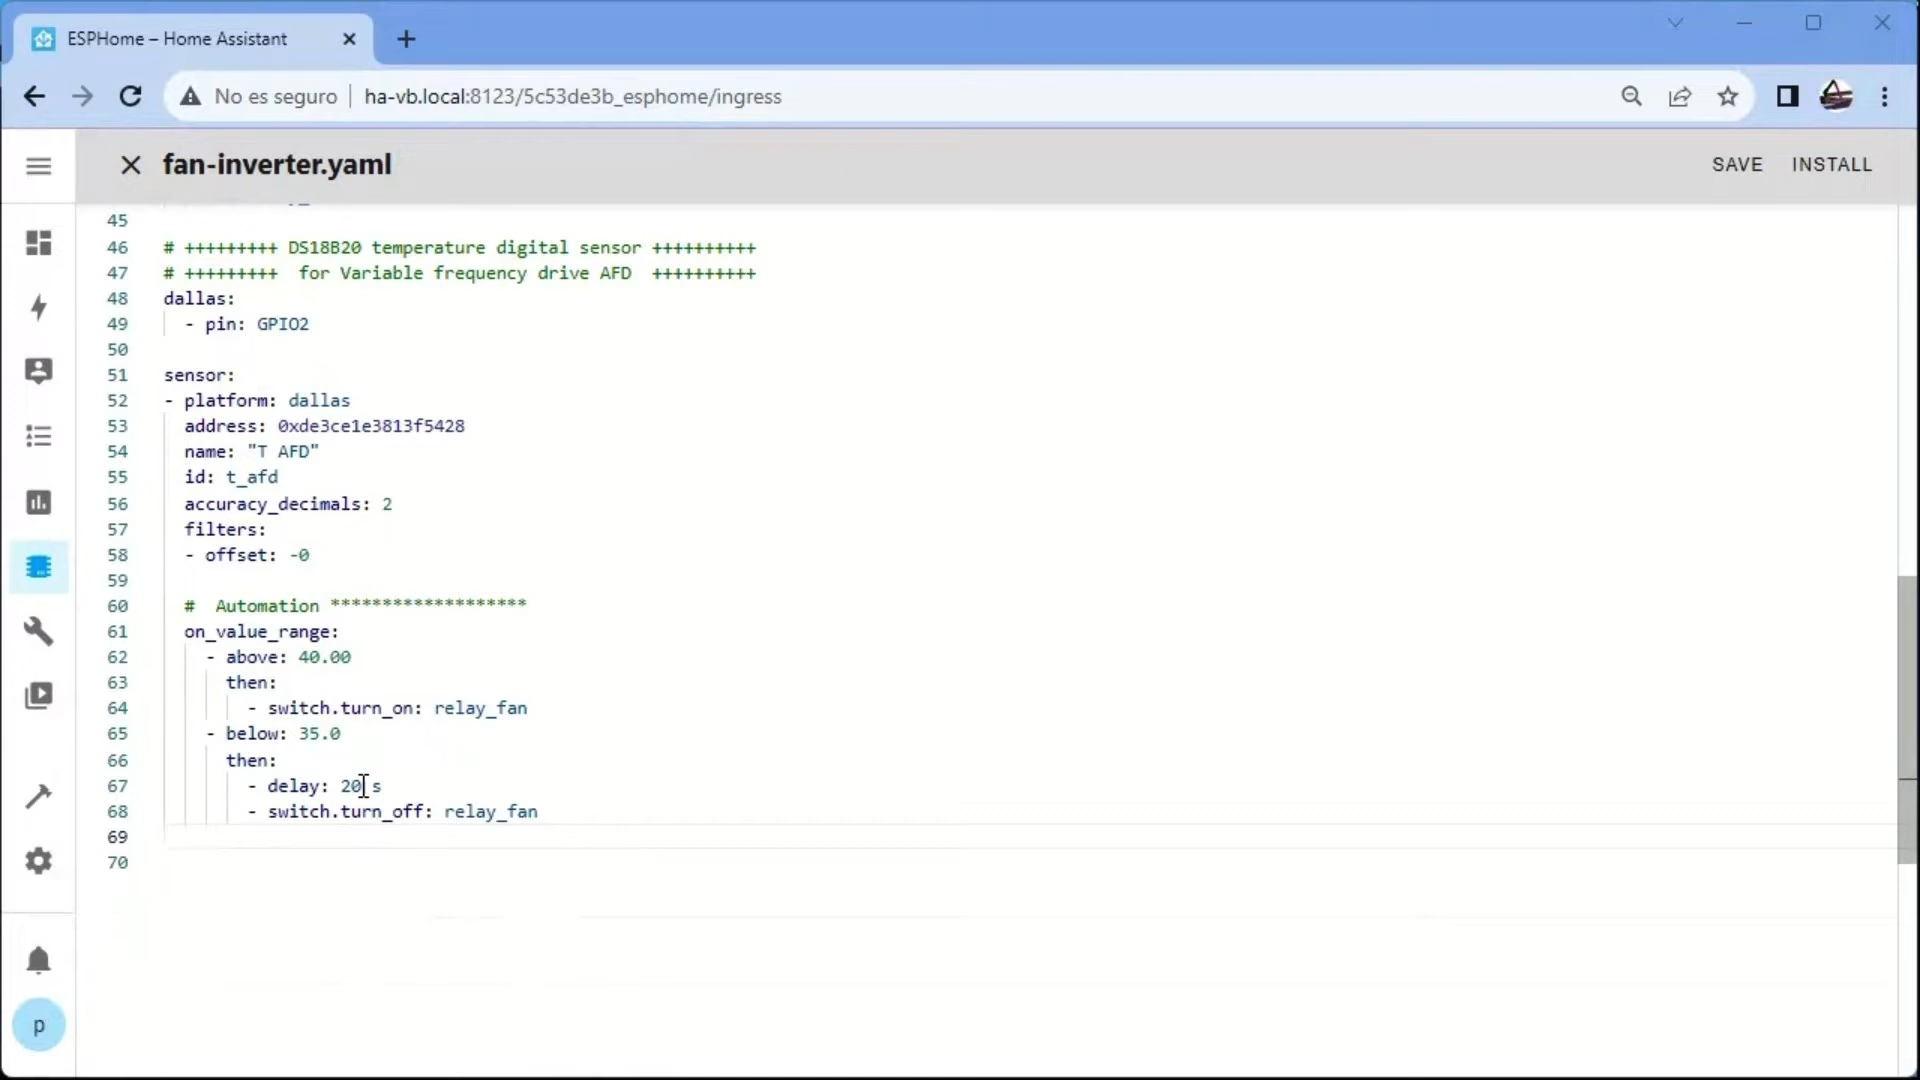 ESPHome – Home Assistant
No es seguro
ha-vb.local:8123/5c53de3b_esphome/ingress
fan-inverter.yaml
SAVE
INSTALL
45
46 # +++++++++ DS18B20 temperature digital sensor ++++++++++
47 # +++++++++  for Variable frequency drive AFD  ++++++++++
48 dallas:
49   - pin: GPIO2
50
51 sensor:
52 - platform: dallas
53   address: 0xde3ce1e3813f5428
54   name: "T AFD"
55   id: t_afd
56   accuracy_decimals: 2
57   filters:
58   - offset: -0
59
60   #  Automation *******************
61   on_value_range:
62     - above: 40.00
63       then:
64         - switch.turn_on: relay_fan
65     - below: 35.0
66       then:
67         - delay: 20 s
68         - switch.turn_off: relay_fan
69
70
p